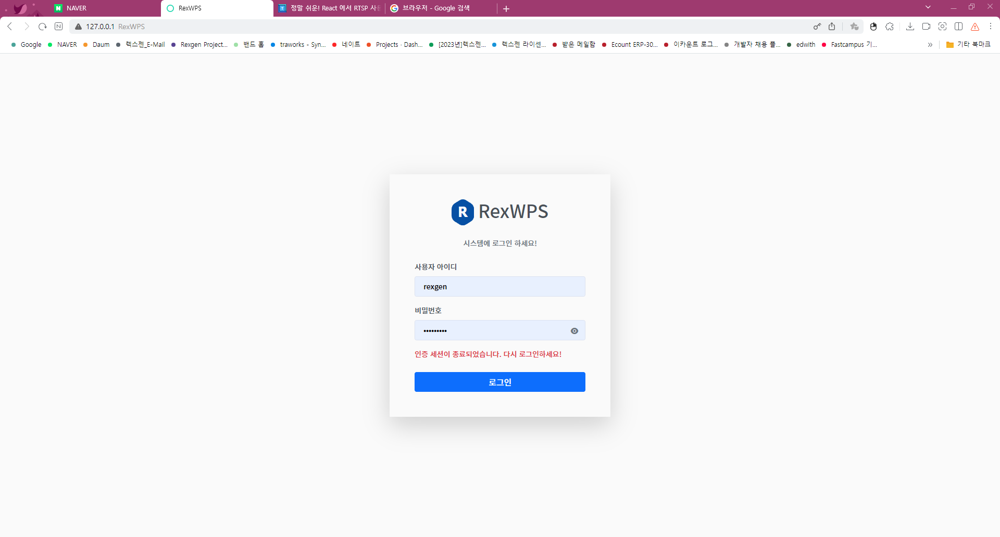 NAVER
RexWPS
정말 쉬운! React 에서 RTSP 사용
브라우저 - Google 검색
127.0.0.1 RexWPS
Google
NAVER
Daum
렉스젠_E-Mail
Rexgen Project...
밴드 홈
traworks - Syn...
네이트
Projects · Dash...
[2023년]렉스젠...
렉스젠 라이센...
받은 메일함
Ecount ERP-30...
이카운트 로그...
개발자 채용 플...
edwith
Fastcampus 기...
기타 북마크
R RexWPS
시스템에 로그인 하세요!
사용자 아이디
rexgen
비밀번호
•••••••••
인증 세션이 종료되었습니다. 다시 로그인하세요!
로그인